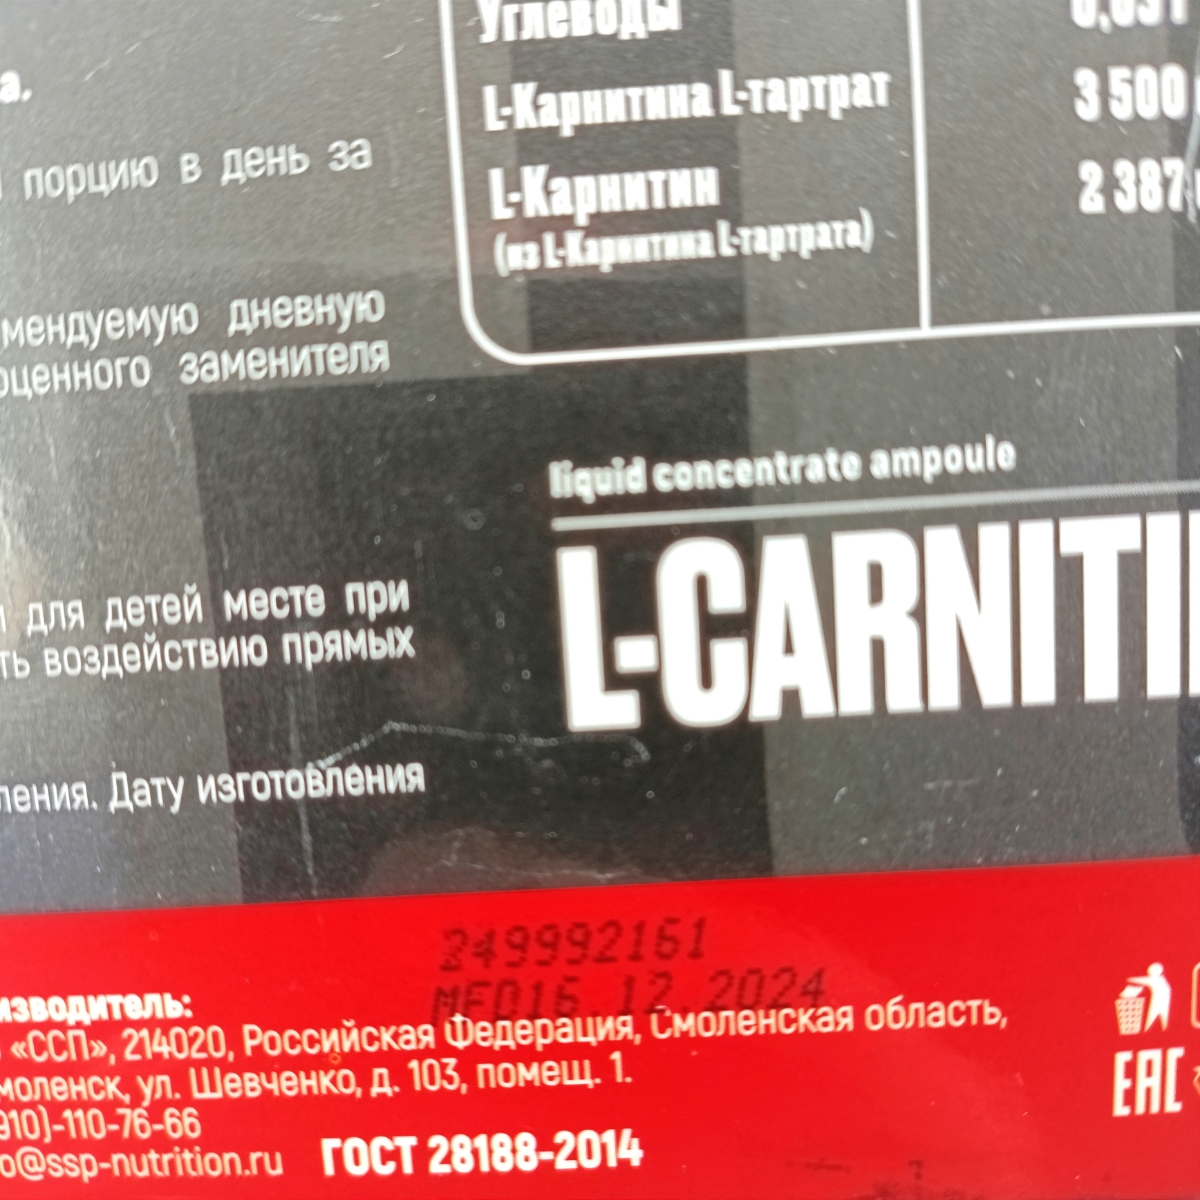 Углеводы
L-Карнитина L-тартрат 3 500
L-Карнитин 2 387
(из L-Карнитина L-тартрата)
а.
порцию в день за
мендуемую дневную
оценного заменителя
liquid concentrate ampoule
L-CARNITI
для детей месте при
ть воздействию прямых
ления. Дату изготовления
249992161
MFD16.12.2024
изводитель:
«ССП», 214020, Российская Федерация, Смоленская область,
моленск, ул. Шевченко, д. 103, помещ. 1.
910)-110-76-66
o@ssp-nutrition.ru ГОСТ 28188-2014
EAC